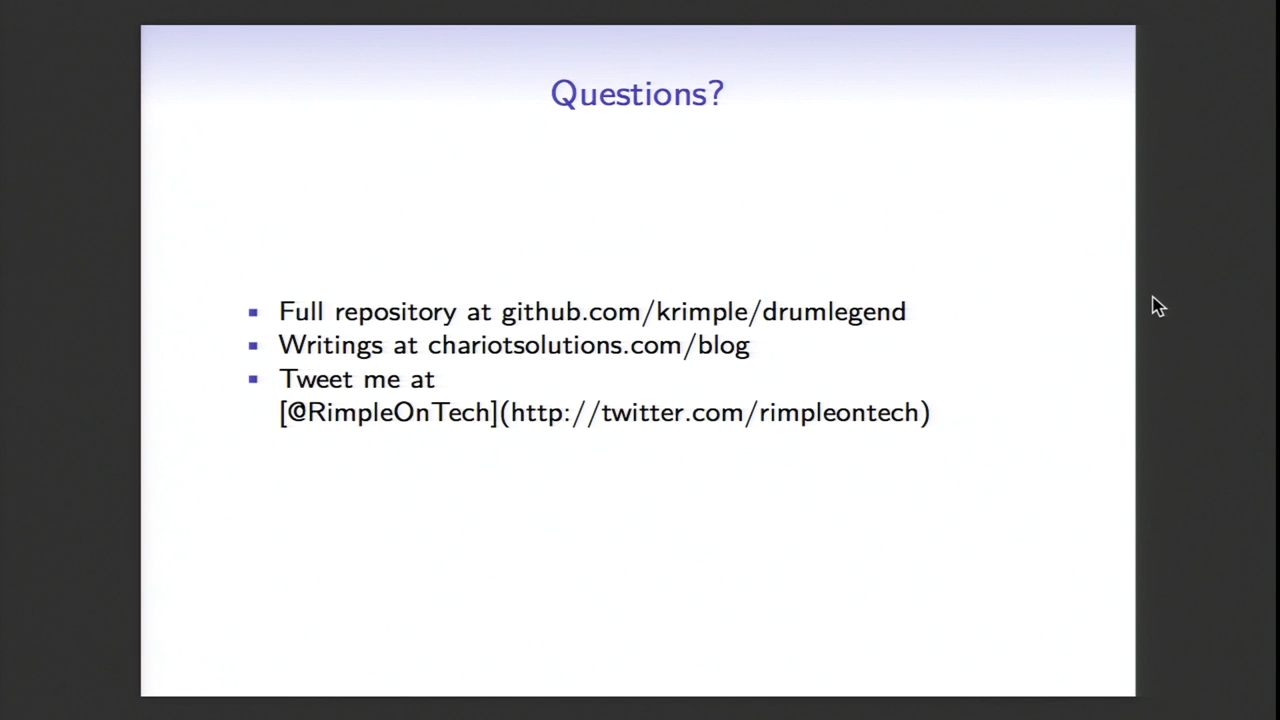 Questions?
Full repository at github.com/krimple/drumlegend
Writings at chariotsolutions.com/blog
Tweet me at
[@RimpleOnTech](http://twitter.com/rimpleontech)